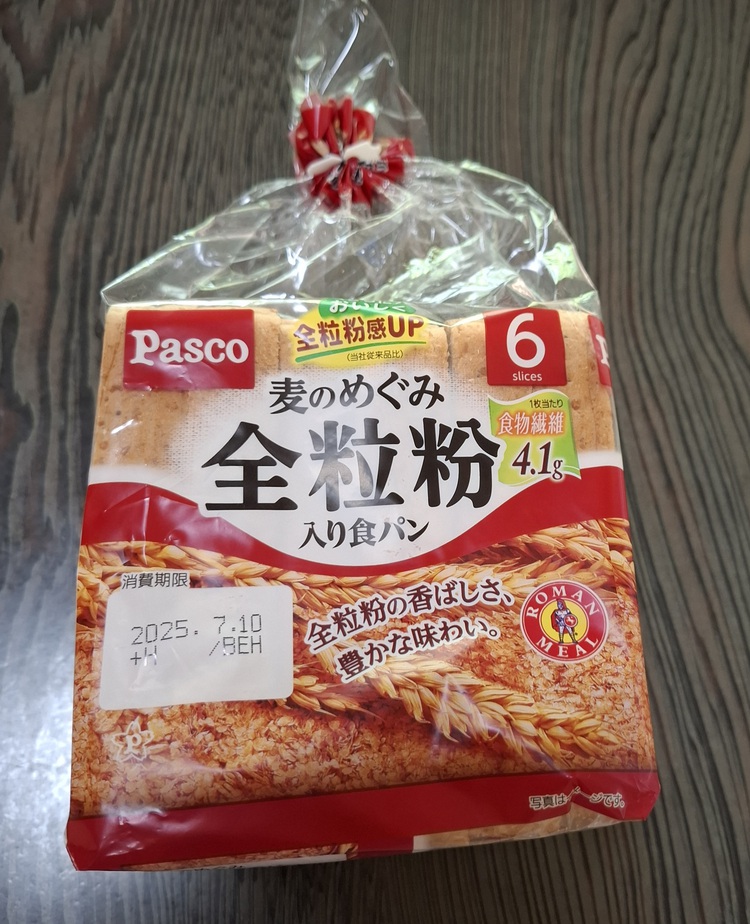 Pasco
おいしさ
全粒粉感UP
(当社従来品比)
6
slices
麦のめぐみ
全粒粉
入り食パン
1枚当たり
食物繊維
4.1g
消費期限
2025. 7.10
+W /BEH
全粒粉の香ばしさ、
豊かな味わい。
ROMAN
MEAL
写真は
ージです。